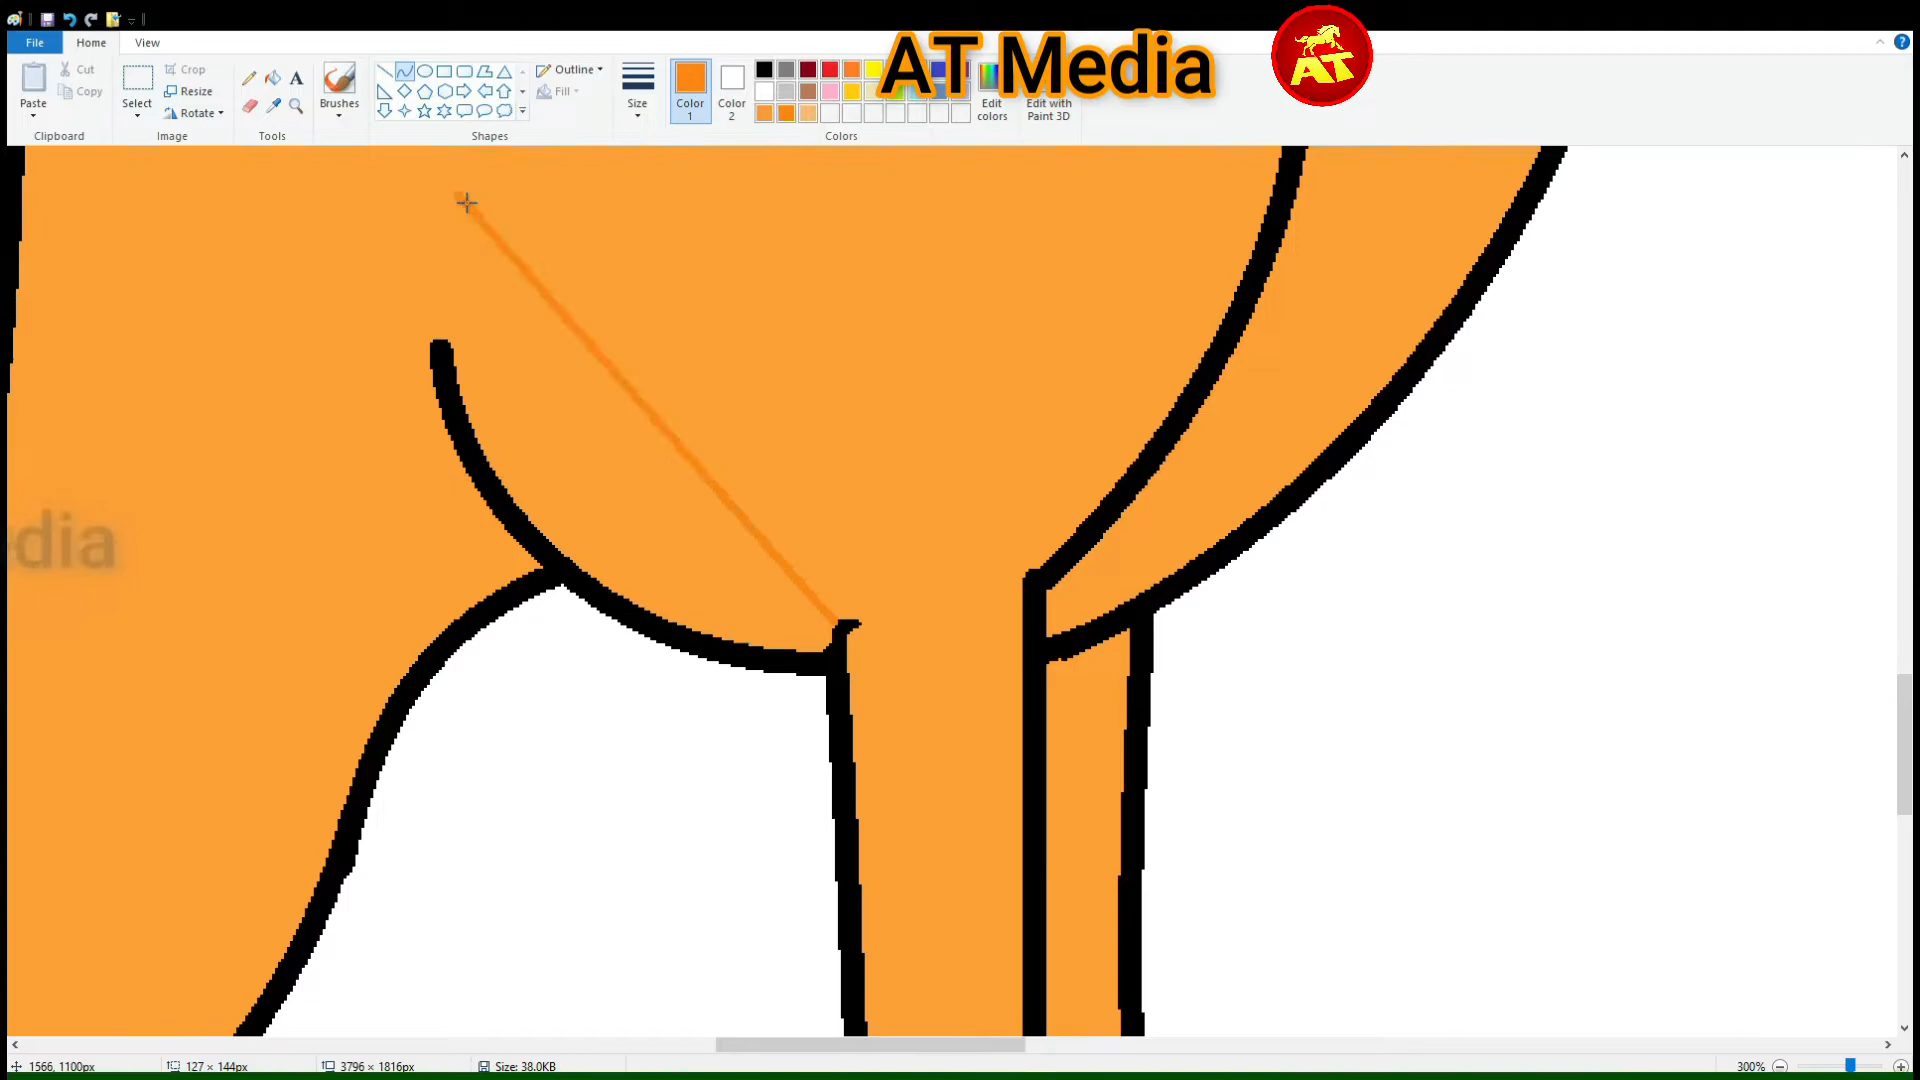 AT Media
AT
File Home View
Cut
Copy
Paste
Clipboard
Crop
Resize
Rotate
Select
Image
A
Tools
Brushes
Outline
Fill
Shapes
Size
Color 1
Color 2
Edit colors
Edit with Paint 3D
Colors
dia
1566, 1100px
127 × 144px
3796 × 1816px
Size: 38.0KB
300%